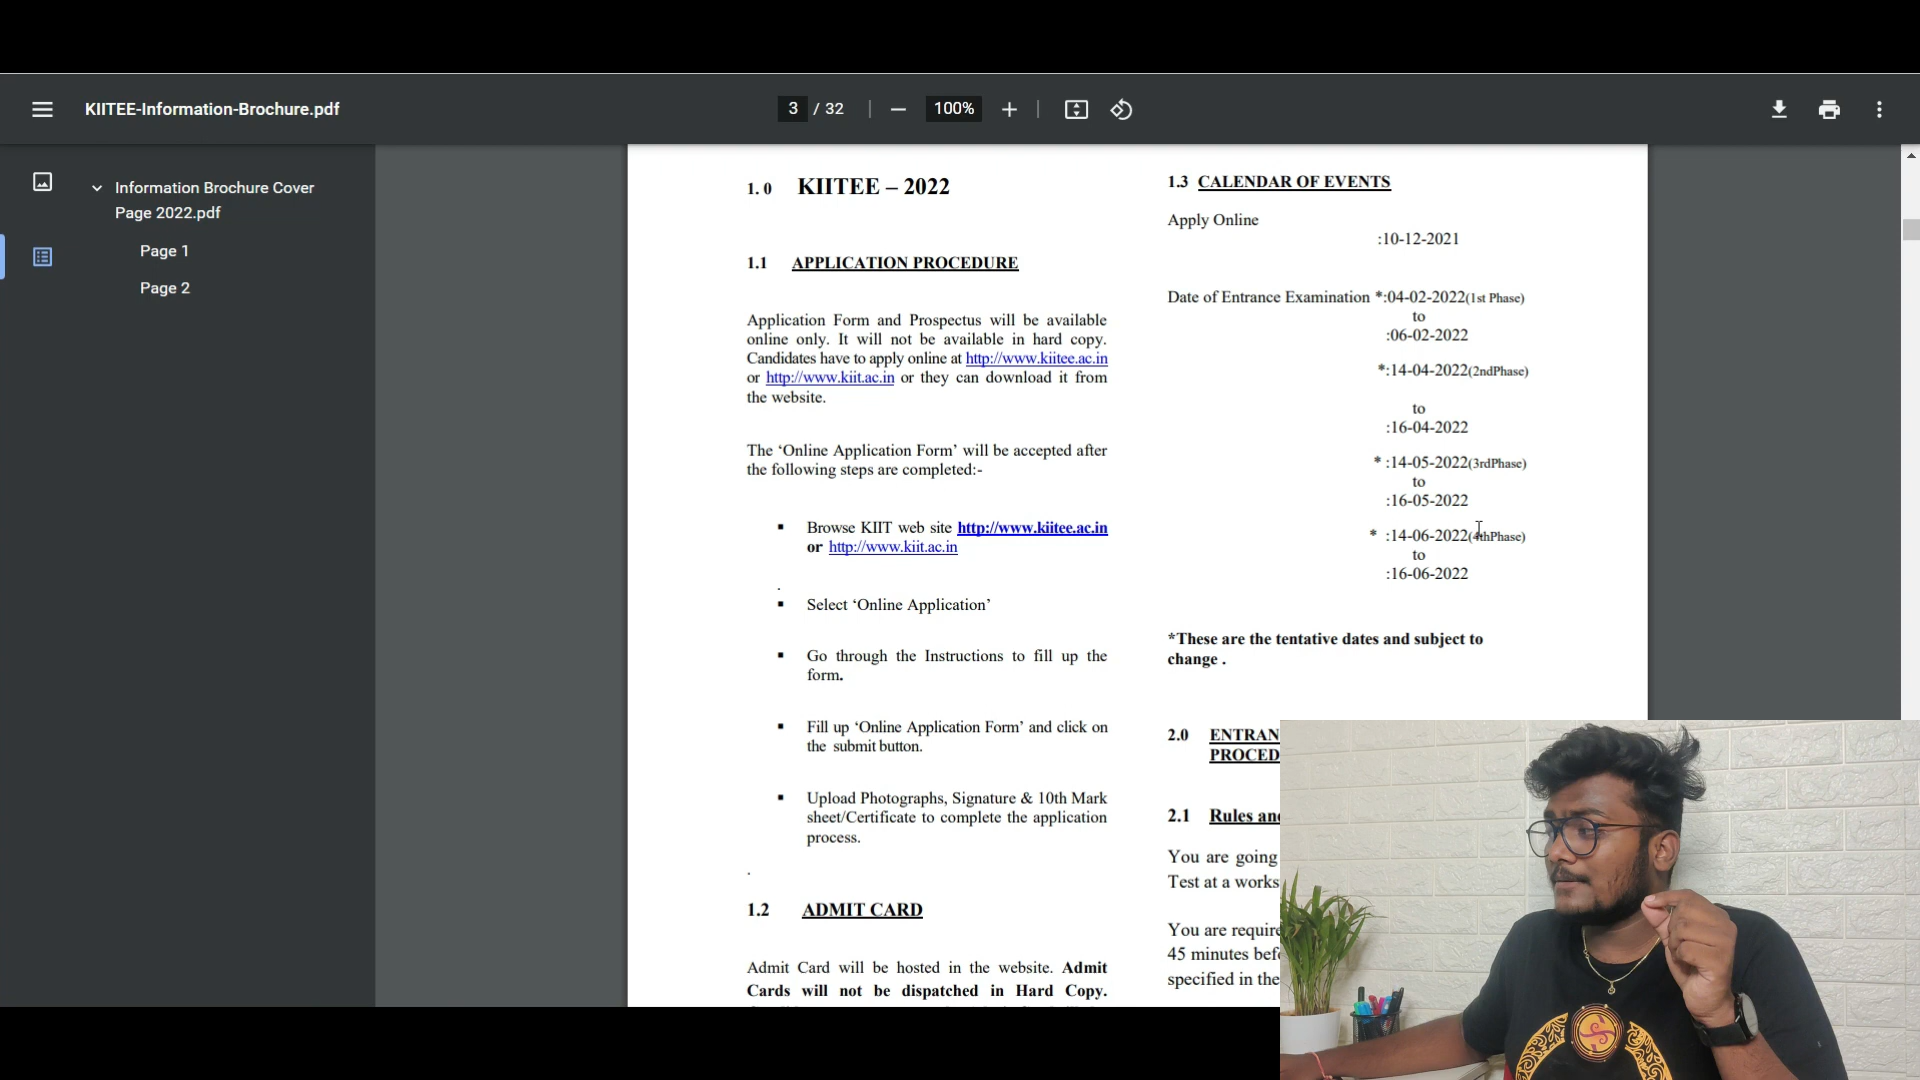 KIITEE-Information-Brochure.pdf
3 / 32
100%
Information Brochure Cover
Page 2022.pdf
Page 1
Page 2
1. 0 KIITEE – 2022
1.1 APPLICATION PROCEDURE
Application Form and Prospectus will be available
online only. It will not be available in hard copy.
Candidates have to apply online at http://www.kiitee.ac.in
or http://www.kiit.ac.in or they can download it from
the website.
The ‘Online Application Form’ will be accepted after
the following steps are completed:-
▪ Browse KIIT web site http://www.kiitee.ac.in
or http://www.kiit.ac.in
.
▪ Select ‘Online Application’
▪ Go through the Instructions to fill up the
form.
▪ Fill up ‘Online Application Form’ and click on
the submit button.
▪ Upload Photographs, Signature & 10th Mark
sheet/Certificate to complete the application
process.
.
1.2 ADMIT CARD
Admit Card will be hosted in the website. Admit
Cards will not be dispatched in Hard Copy.
1.3 CALENDAR OF EVENTS
Apply Online
:10-12-2021
Date of Entrance Examination *:04-02-2022(1st Phase)
to
:06-02-2022
*:14-04-2022(2ndPhase)
to
:16-04-2022
* :14-05-2022(3rdPhase)
to
:16-05-2022
* :14-06-2022(4thPhase)
to
:16-06-2022
*These are the tentative dates and subject to
change .
2.0 ENTRAN
PROCED
2.1 Rules and
You are going
Test at a works
You are require
45 minutes bef
specified in the